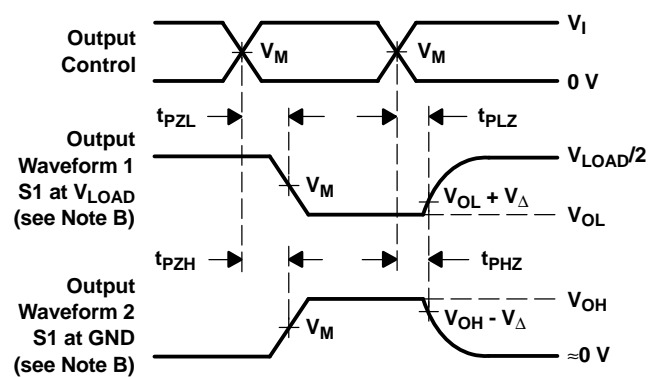 Output
Control
V_I
V_M
V_M
0 V
t_PZL
t_PLZ
Output
Waveform 1
S1 at V_LOAD
(see Note B)
V_LOAD/2
V_M
V_OL + V_Δ
V_OL
t_PZH
t_PHZ
Output
Waveform 2
S1 at GND
(see Note B)
V_OH
V_M
V_OH - V_Δ
≈0 V